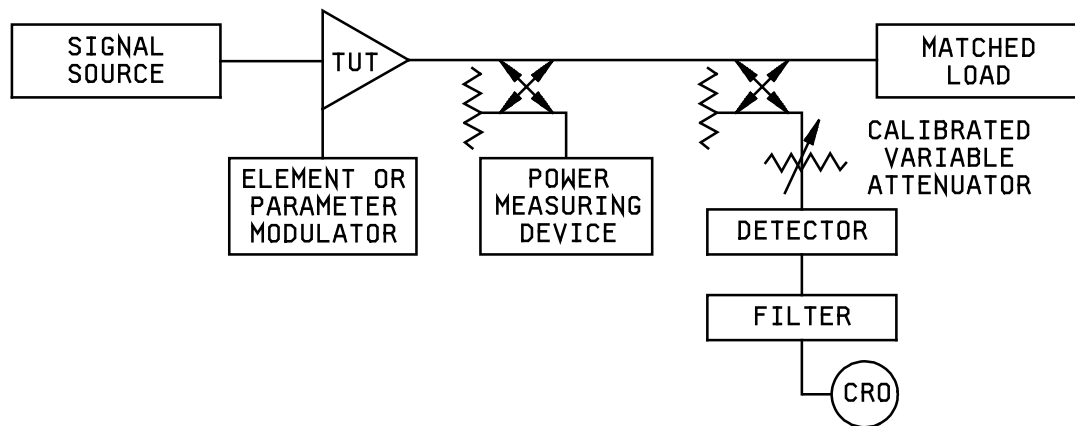 SIGNAL
SOURCE
TUT
MATCHED
LOAD
CALIBRATED
VARIABLE
ATTENUATOR
ELEMENT OR
PARAMETER
MODULATOR
POWER
MEASURING
DEVICE
DETECTOR
FILTER
CRO